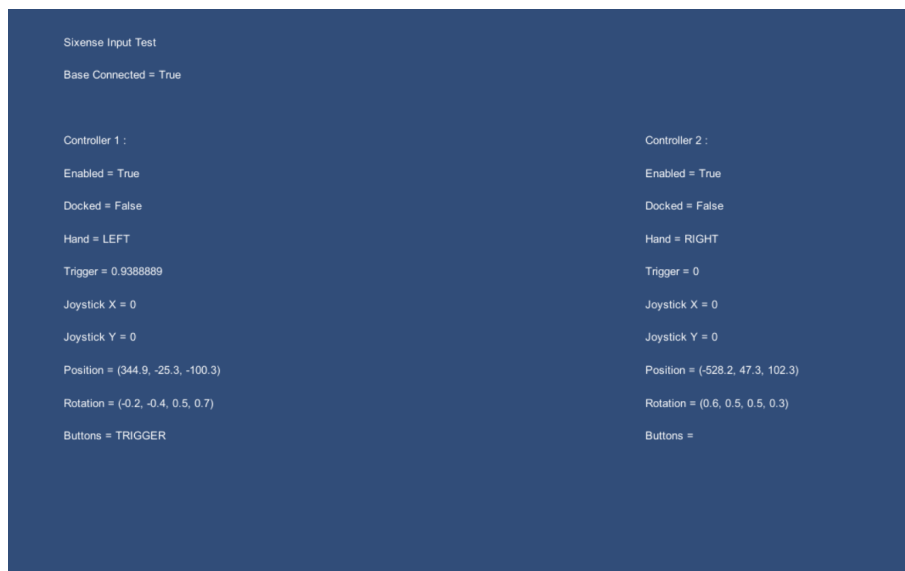 Sixense Input Test
Base Connected = True
Controller 1 :
Enabled = True
Docked = False
Hand = LEFT
Trigger = 0.9388889
Joystick X = 0
Joystick Y = 0
Position = (344.9, -25.3, -100.3)
Rotation = (-0.2, -0.4, 0.5, 0.7)
Buttons = TRIGGER
Controller 2 :
Enabled = True
Docked = False
Hand = RIGHT
Trigger = 0
Joystick X = 0
Joystick Y = 0
Position = (-528.2, 47.3, 102.3)
Rotation = (0.6, 0.5, 0.5, 0.3)
Buttons =